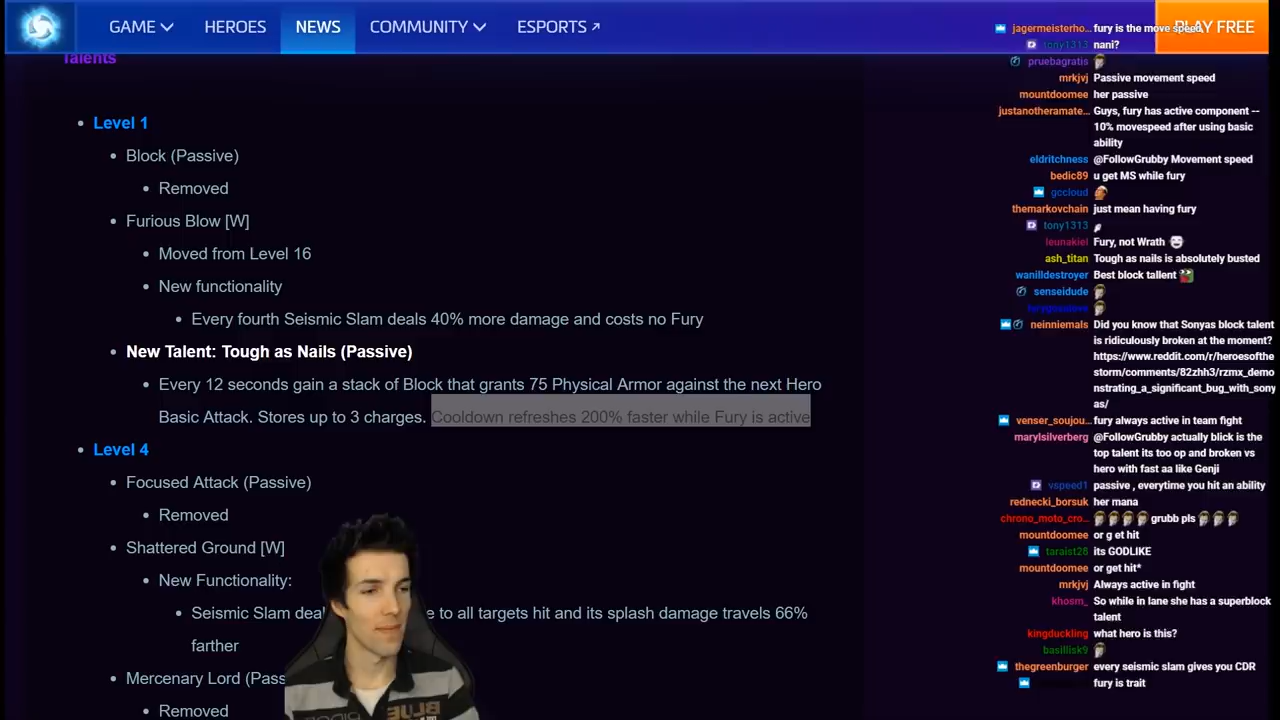 GAME HEROES NEWS COMMUNITY ESPORTS PLAY FREE
Talents
Level 1
Block (Passive)
Removed
Furious Blow [W]
Moved from Level 16
New functionality
Every fourth Seismic Slam deals 40% more damage and costs no Fury
New Talent: Tough as Nails (Passive)
Every 12 seconds gain a stack of Block that grants 75 Physical Armor against the next Hero
Basic Attack. Stores up to 3 charges. Cooldown refreshes 200% faster while Fury is active
Level 4
Focused Attack (Passive)
Removed
Shattered Ground [W]
New Functionality:
Seismic Slam deal e to all targets hit and its splash damage travels 66%
farther
Mercenary Lord (Pass
Removed
jagermeisterho... fury is the move speed
tony1313 nani?
pruebagratis
mrkjvj Passive movement speed
mountdoomee her passive
justanotheramate... Guys, fury has active component --
10% movespeed after using basic
ability
eldritchness @FollowGrubby Movement speed
bedic89 u get MS while fury
gccloud
themarkovchain just mean having fury
tony1313
leunakiel Fury, not Wrath
ash_titan Tough as nails is absolutely busted
wanilldestroyer Best block tallent
senseidude
neinniemals Did you know that Sonyas block talent
is ridiculously broken at the moment?
https://www.reddit.com/r/heroesofthe
storm/comments/82zhh3/rzmx_demo
nstrating_a_significant_bug_with_sony
as/
venser_soujou... fury always active in team fight
marylsilverberg @FollowGrubby actually blick is the
top talent its too op and broken vs
hero with fast aa like Genji
vspeed1 passive , everytime you hit an ability
rednecki_borsuk her mana
chrono_moto_cro... grubb pls
mountdoomee or g et hit
taraist28 its GODLIKE
mountdoomee or get hit*
mrkjvj Always active in fight
khosm_ So while in lane she has a superblock
talent
kingduckling what hero is this?
basillisk9
thegreenburger every seismic slam gives you CDR
fury is trait